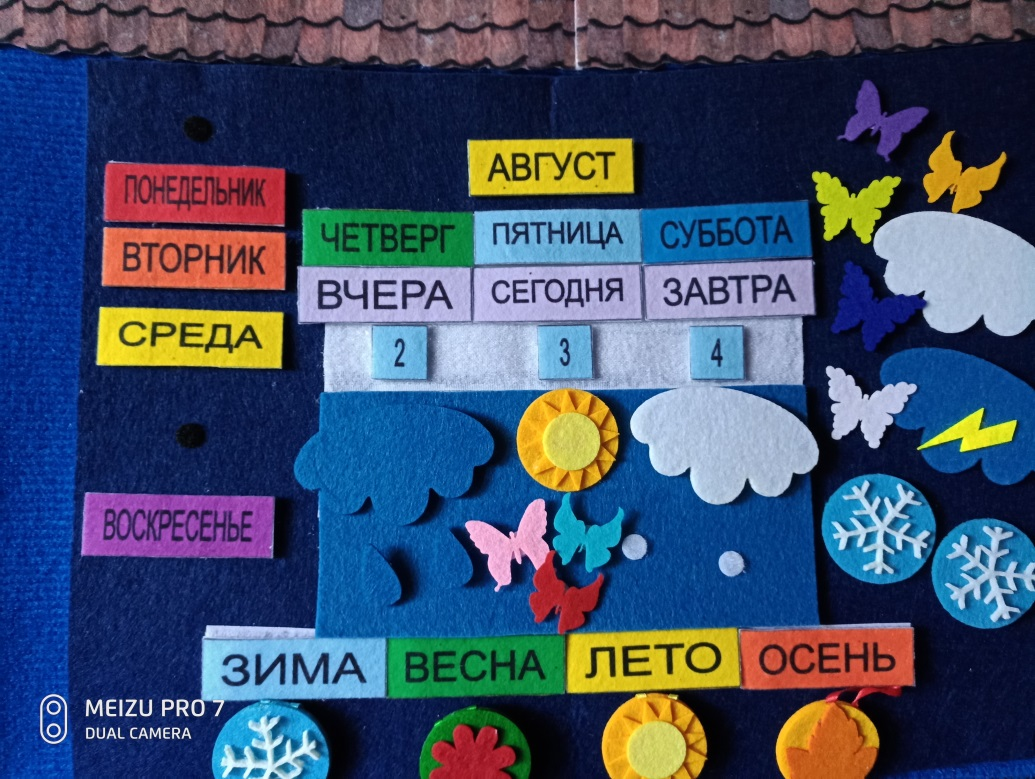 АВГУСТ
ПОНЕДЕЛЬНИК
ВТОРНИК
СРЕДА
ВОСКРЕСЕНЬЕ
ЧЕТВЕРГ ПЯТНИЦА СУББОТА
ВЧЕРА СЕГОДНЯ ЗАВТРА
2 3 4
ЗИМА ВЕСНА ЛЕТО ОСЕНЬ
MEIZU PRO 7
DUAL CAMERA